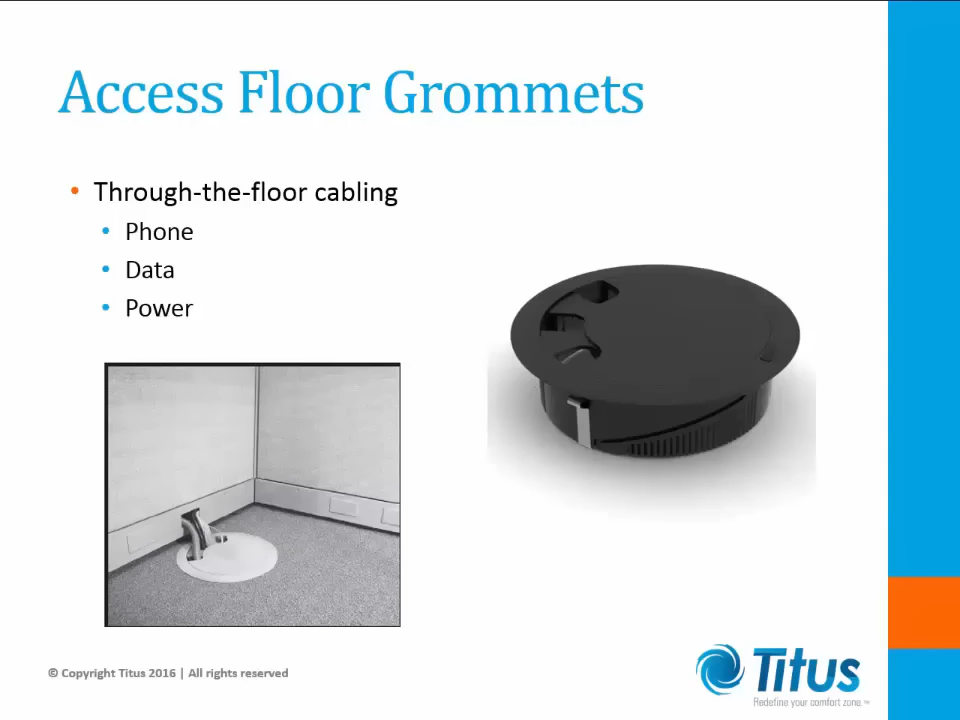 Access Floor Grommets
• Through-the-floor cabling
• Phone
• Data
• Power
© Copyright Titus 2016 | All rights reserved
Titus
Redefine your comfort zone.™